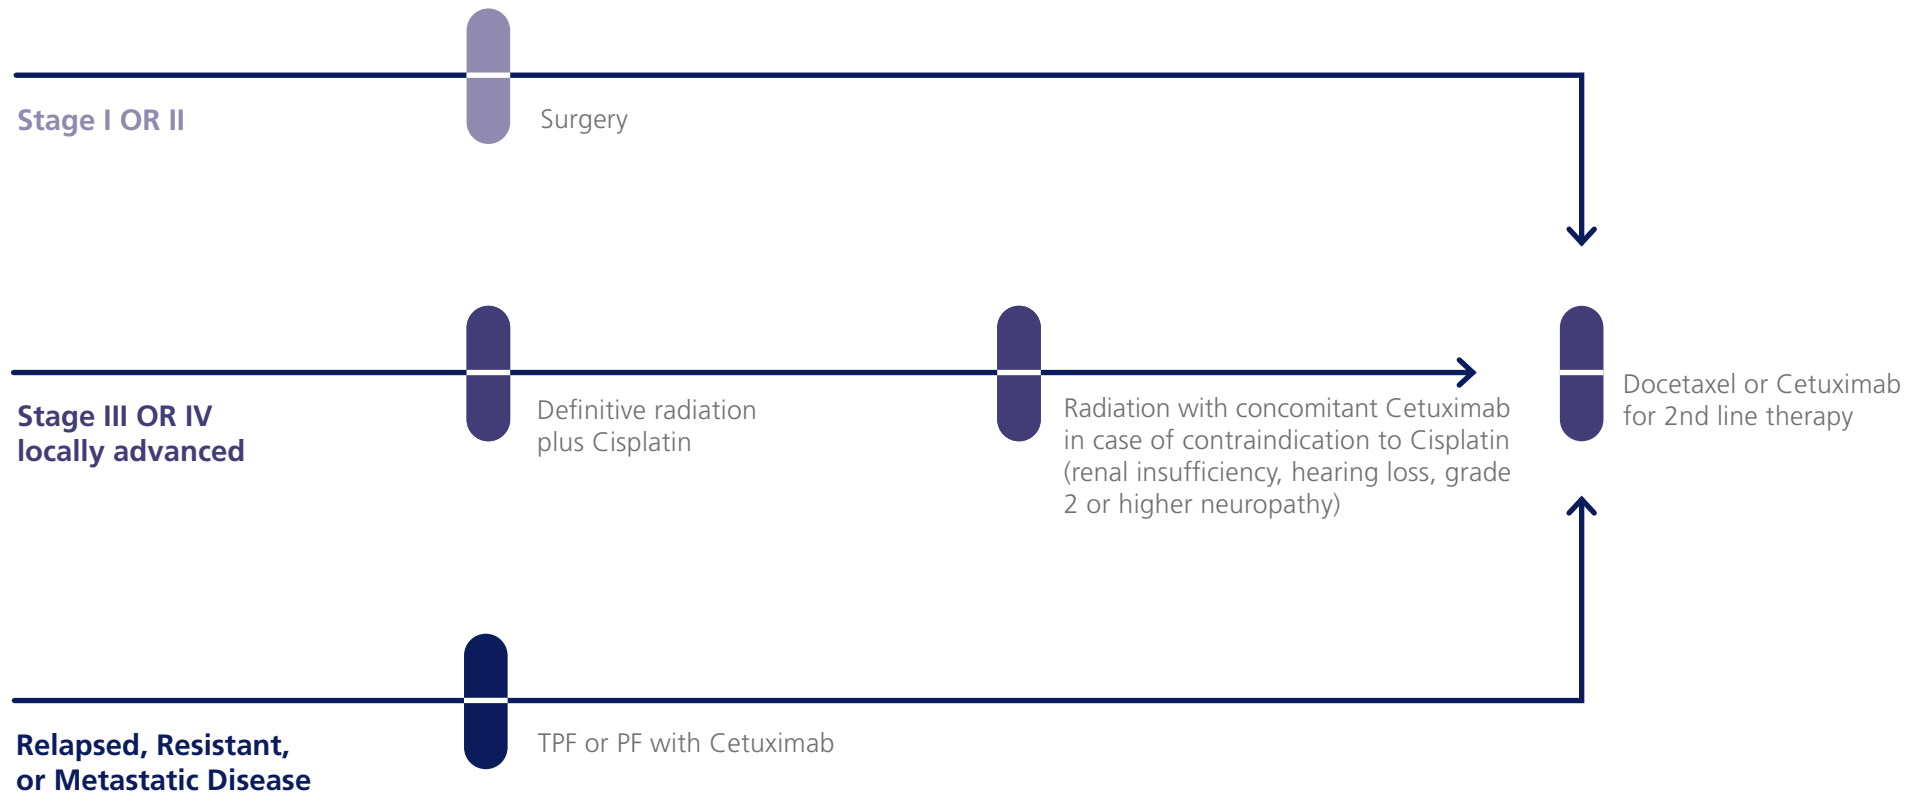 Stage I OR II
Surgery
Stage III OR IV
locally advanced
Definitive radiation
plus Cisplatin
Radiation with concomitant Cetuximab
in case of contraindication to Cisplatin
(renal insufficiency, hearing loss, grade
2 or higher neuropathy)
Docetaxel or Cetuximab
for 2nd line therapy
Relapsed, Resistant,
or Metastatic Disease
TPF or PF with Cetuximab